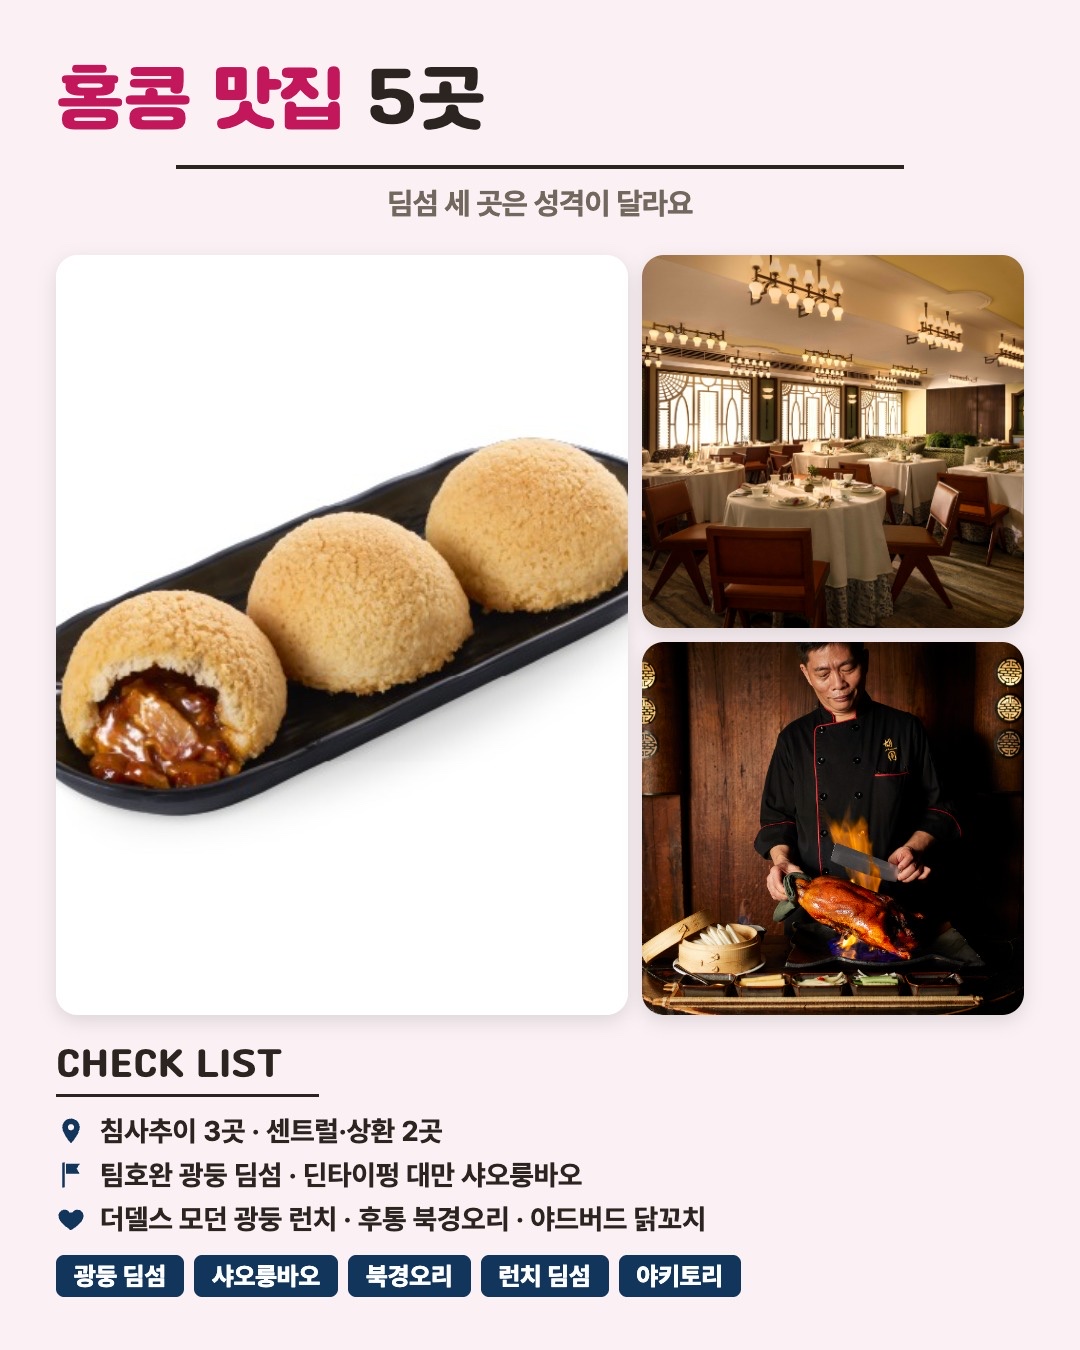 홍콩 맛집 5곳
딤섬 세 곳은 성격이 달라요
CHECK LIST
침사추이 3곳 · 센트럴·상환 2곳
팀호완 광둥 딤섬 · 딘타이펑 대만 샤오룽바오
더델스 모던 광둥 런치 · 후통 북경오리 · 야드버드 닭꼬치
광둥 딤섬 샤오룽바오 북경오리 런치 딤섬 야키토리